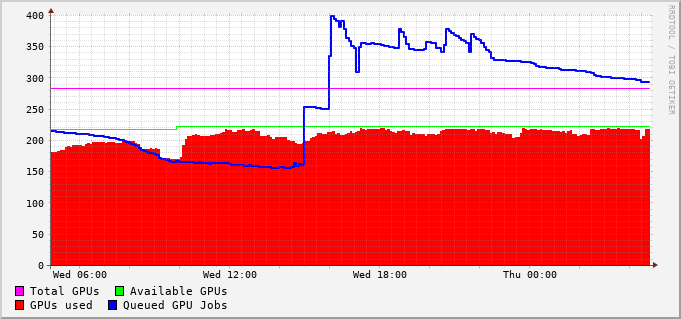 400
350
300
250
200
150
100
50
0
Wed 06:00 Wed 12:00 Wed 18:00 Thu 00:00
Total GPUs Available GPUs
GPUs used Queued GPU Jobs
RRDTOOL / TOBI OETIKER